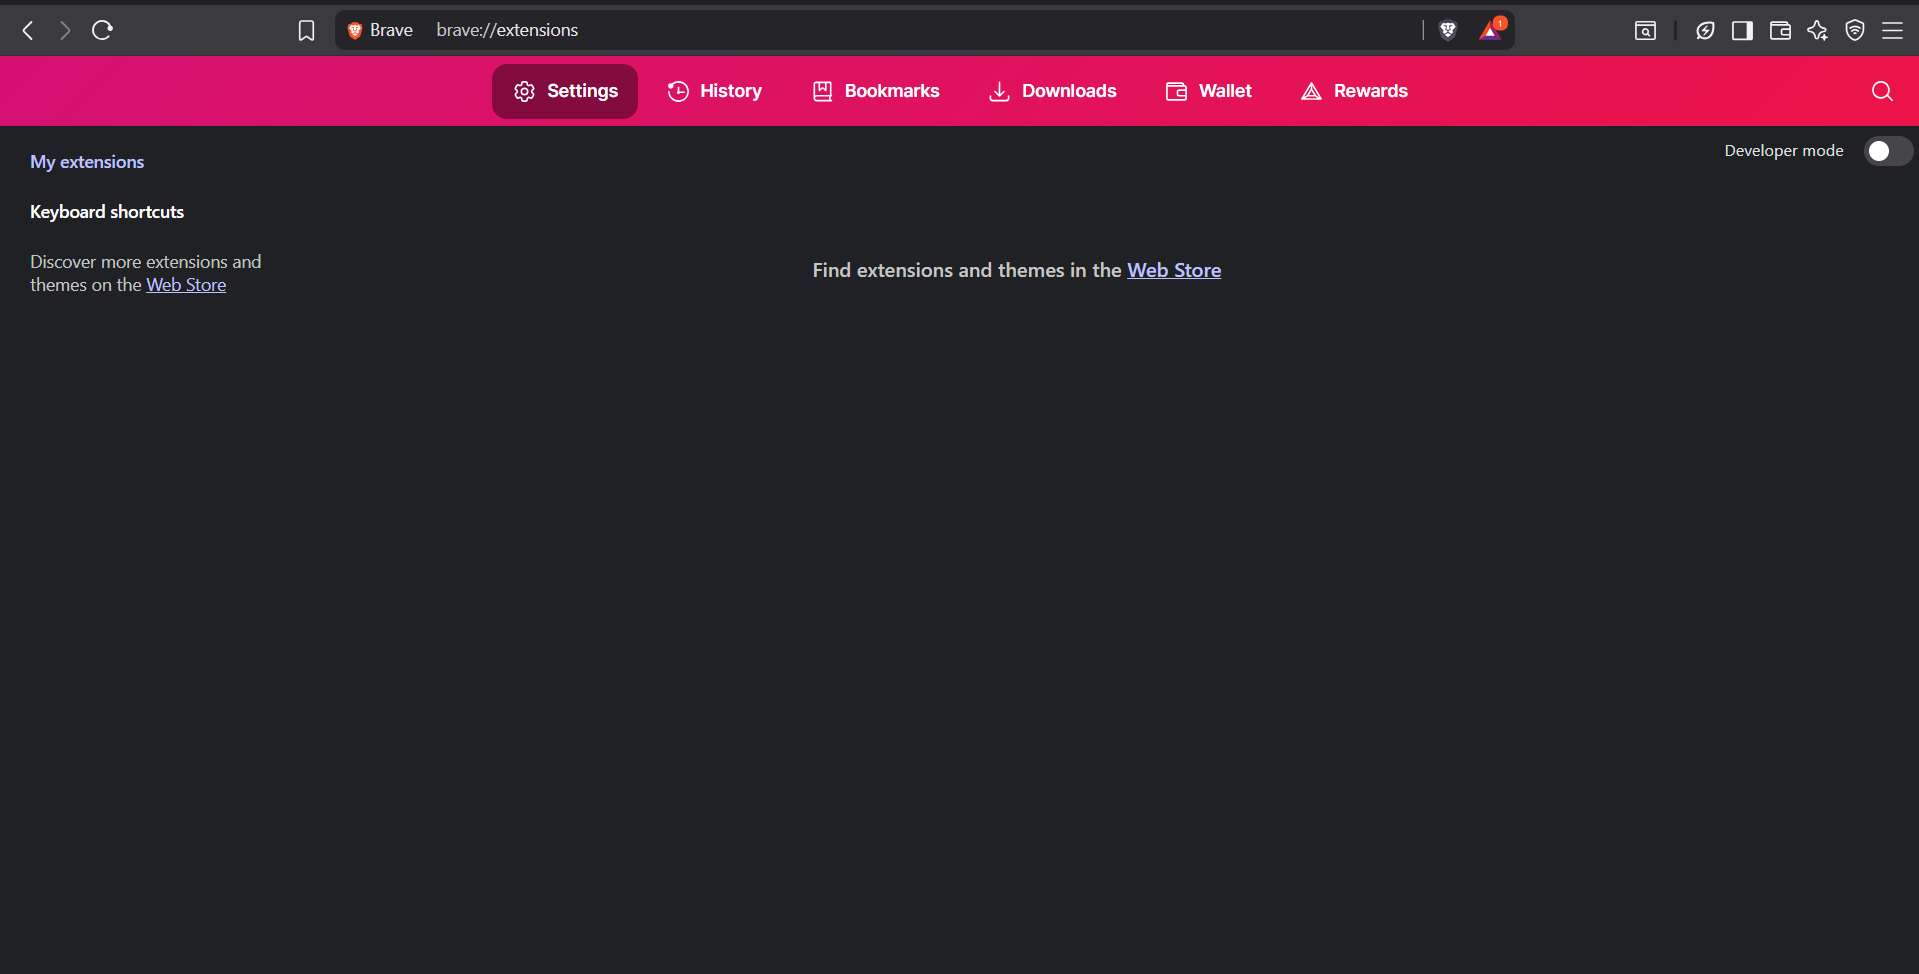 Brave brave://extensions 1
Settings History Bookmarks Downloads Wallet Rewards
My extensions
Developer mode
Keyboard shortcuts
Discover more extensions and
themes on the Web Store
Find extensions and themes in the Web Store